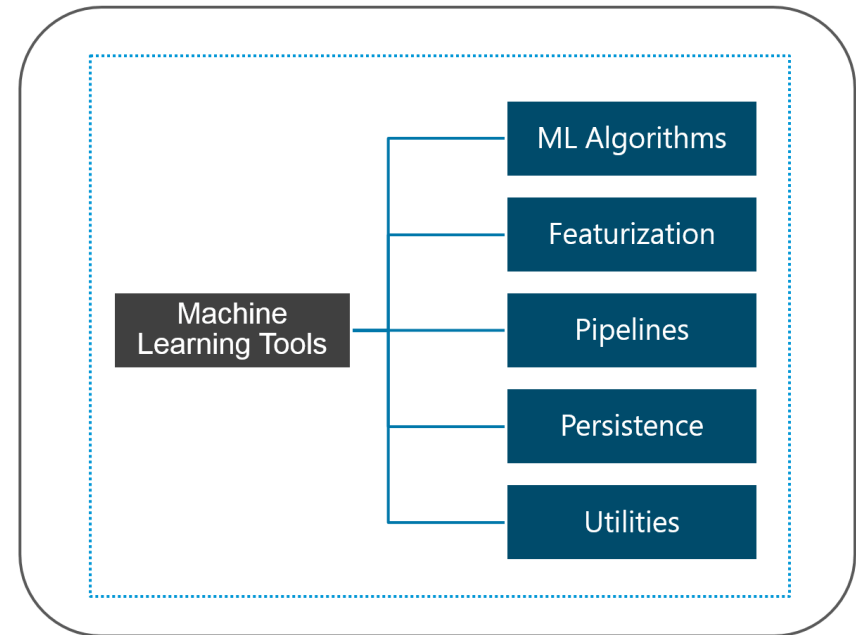 ML Algorithms
Featurization
Machine
Learning Tools
Pipelines
Persistence
Utilities